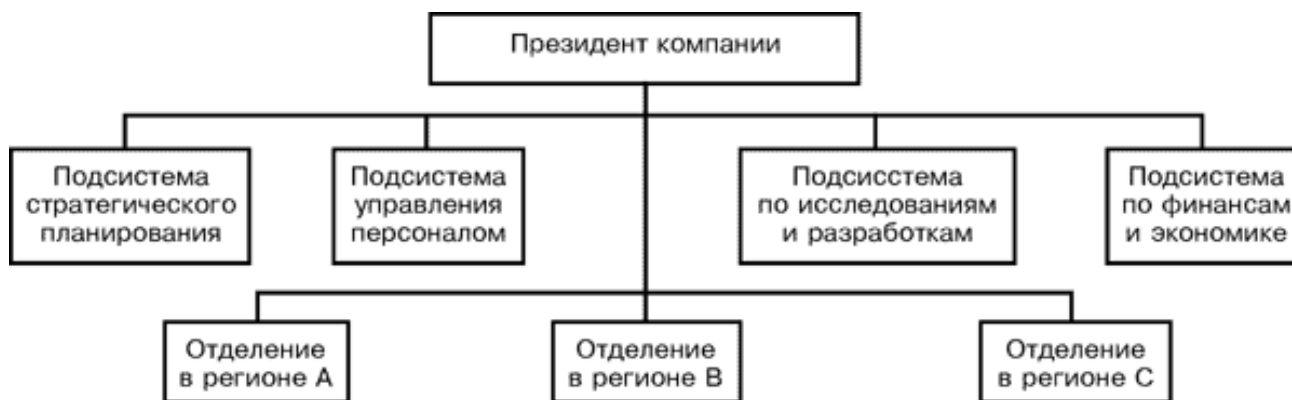 Президент компании
Подсистема
стратегического
планирования
Подсистема
управления
персоналом
Подсисстема
по исследованиям
и разработкам
Подсистема
по финансам
и экономике
Отделение
в регионе А
Отделение
в регионе В
Отделение
в регионе С